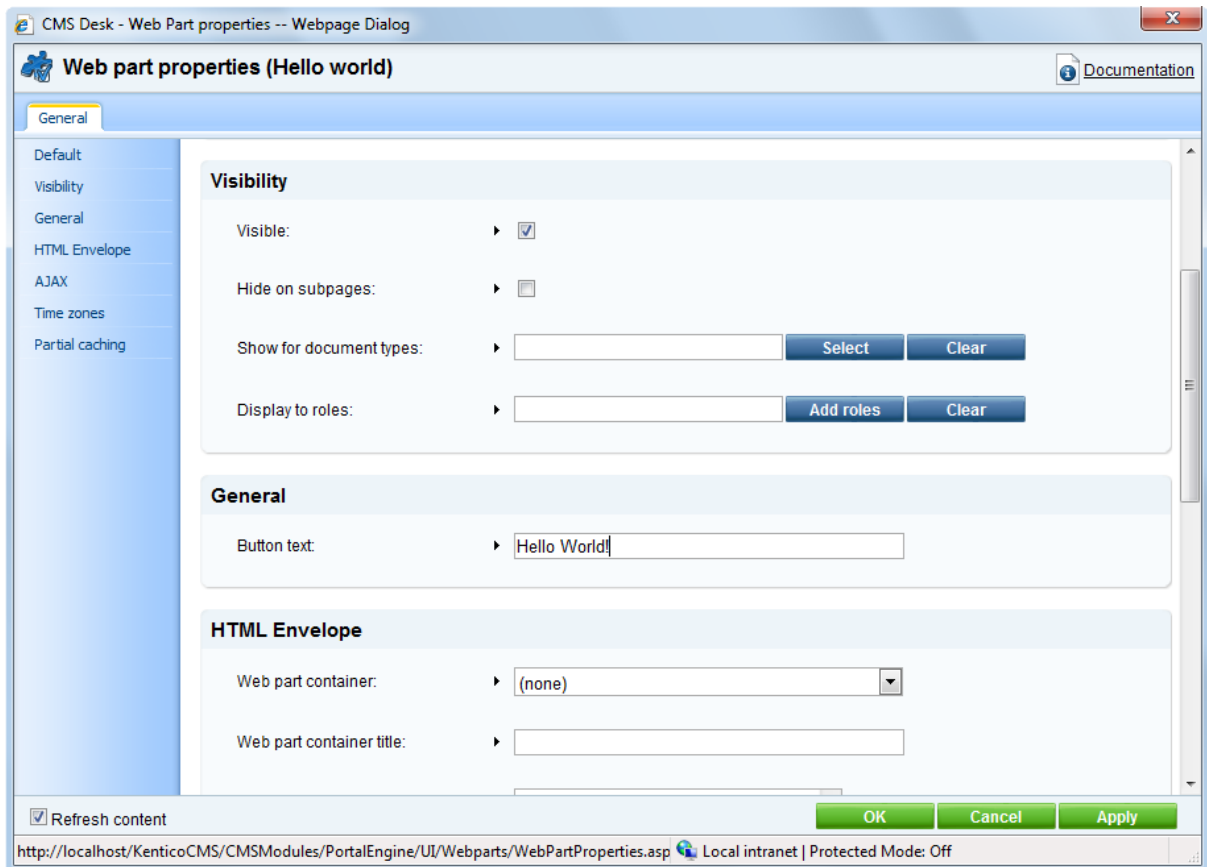 CMS Desk - Web Part properties -- Webpage Dialog
Web part properties (Hello world)
Documentation
General
Default
Visibility
General
HTML Envelope
AJAX
Time zones
Partial caching
Visibility
Visible:
Hide on subpages:
Show for document types: Select Clear
Display to roles: Add roles Clear
General
Button text: Hello World!
HTML Envelope
Web part container: (none)
Web part container title:
Refresh content OK Cancel Apply
http://localhost/KenticoCMS/CMSModules/PortalEngine/UI/Webparts/WebPartProperties.asp Local intranet | Protected Mode: Off